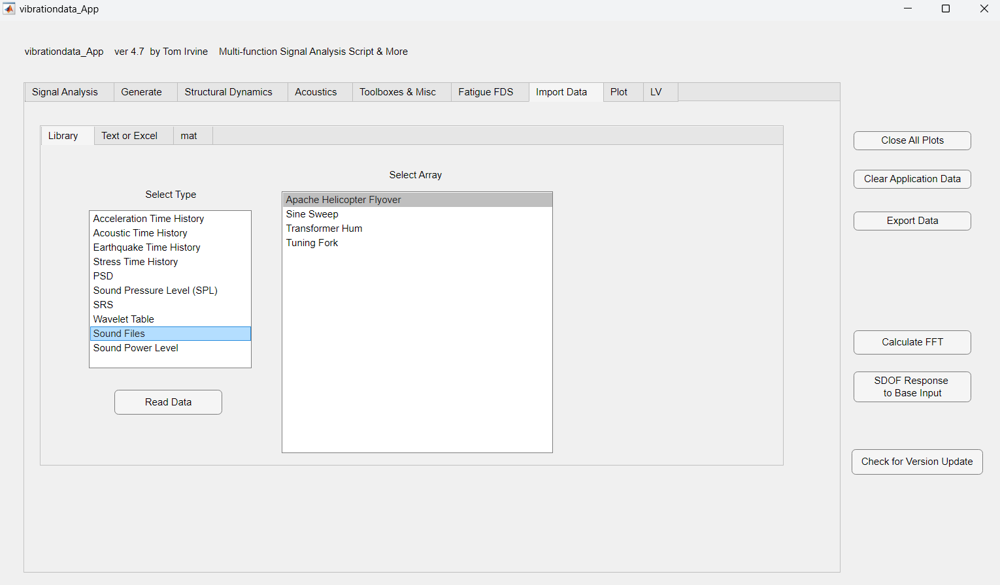 vibrationdata_App
vibrationdata_App ver 4.7 by Tom Irvine Multi-function Signal Analysis Script & More
Signal Analysis Generate Structural Dynamics Acoustics Toolboxes & Misc Fatigue FDS Import Data Plot LV
Library Text or Excel mat
Select Type
Acceleration Time History
Acoustic Time History
Earthquake Time History
Stress Time History
PSD
Sound Pressure Level (SPL)
SRS
Wavelet Table
Sound Files
Sound Power Level
Read Data
Select Array
Apache Helicopter Flyover
Sine Sweep
Transformer Hum
Tuning Fork
Close All Plots
Clear Application Data
Export Data
Calculate FFT
SDOF Response
to Base Input
Check for Version Update